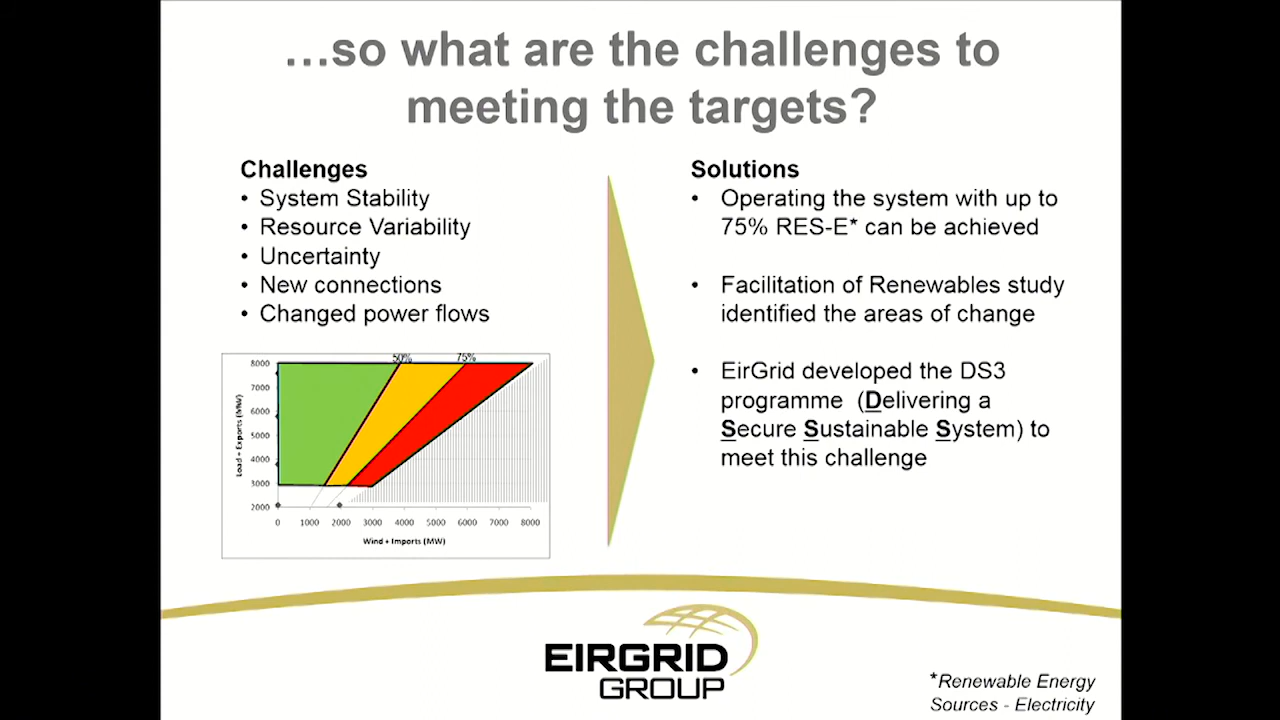 …so what are the challenges to
meeting the targets?
Challenges
• System Stability
• Resource Variability
• Uncertainty
• New connections
• Changed power flows
50% 75%
8000
7000
6000
5000
4000
3000
2000
Load + Exports (MW)
0 1000 2000 3000 4000 5000 6000 7000 8000
Wind + Imports (MW)
Solutions
• Operating the system with up to
75% RES-E* can be achieved
• Facilitation of Renewables study
identified the areas of change
• EirGrid developed the DS3
programme (Delivering a
Secure Sustainable System) to
meet this challenge
EIRGRID
GROUP
*Renewable Energy
Sources - Electricity